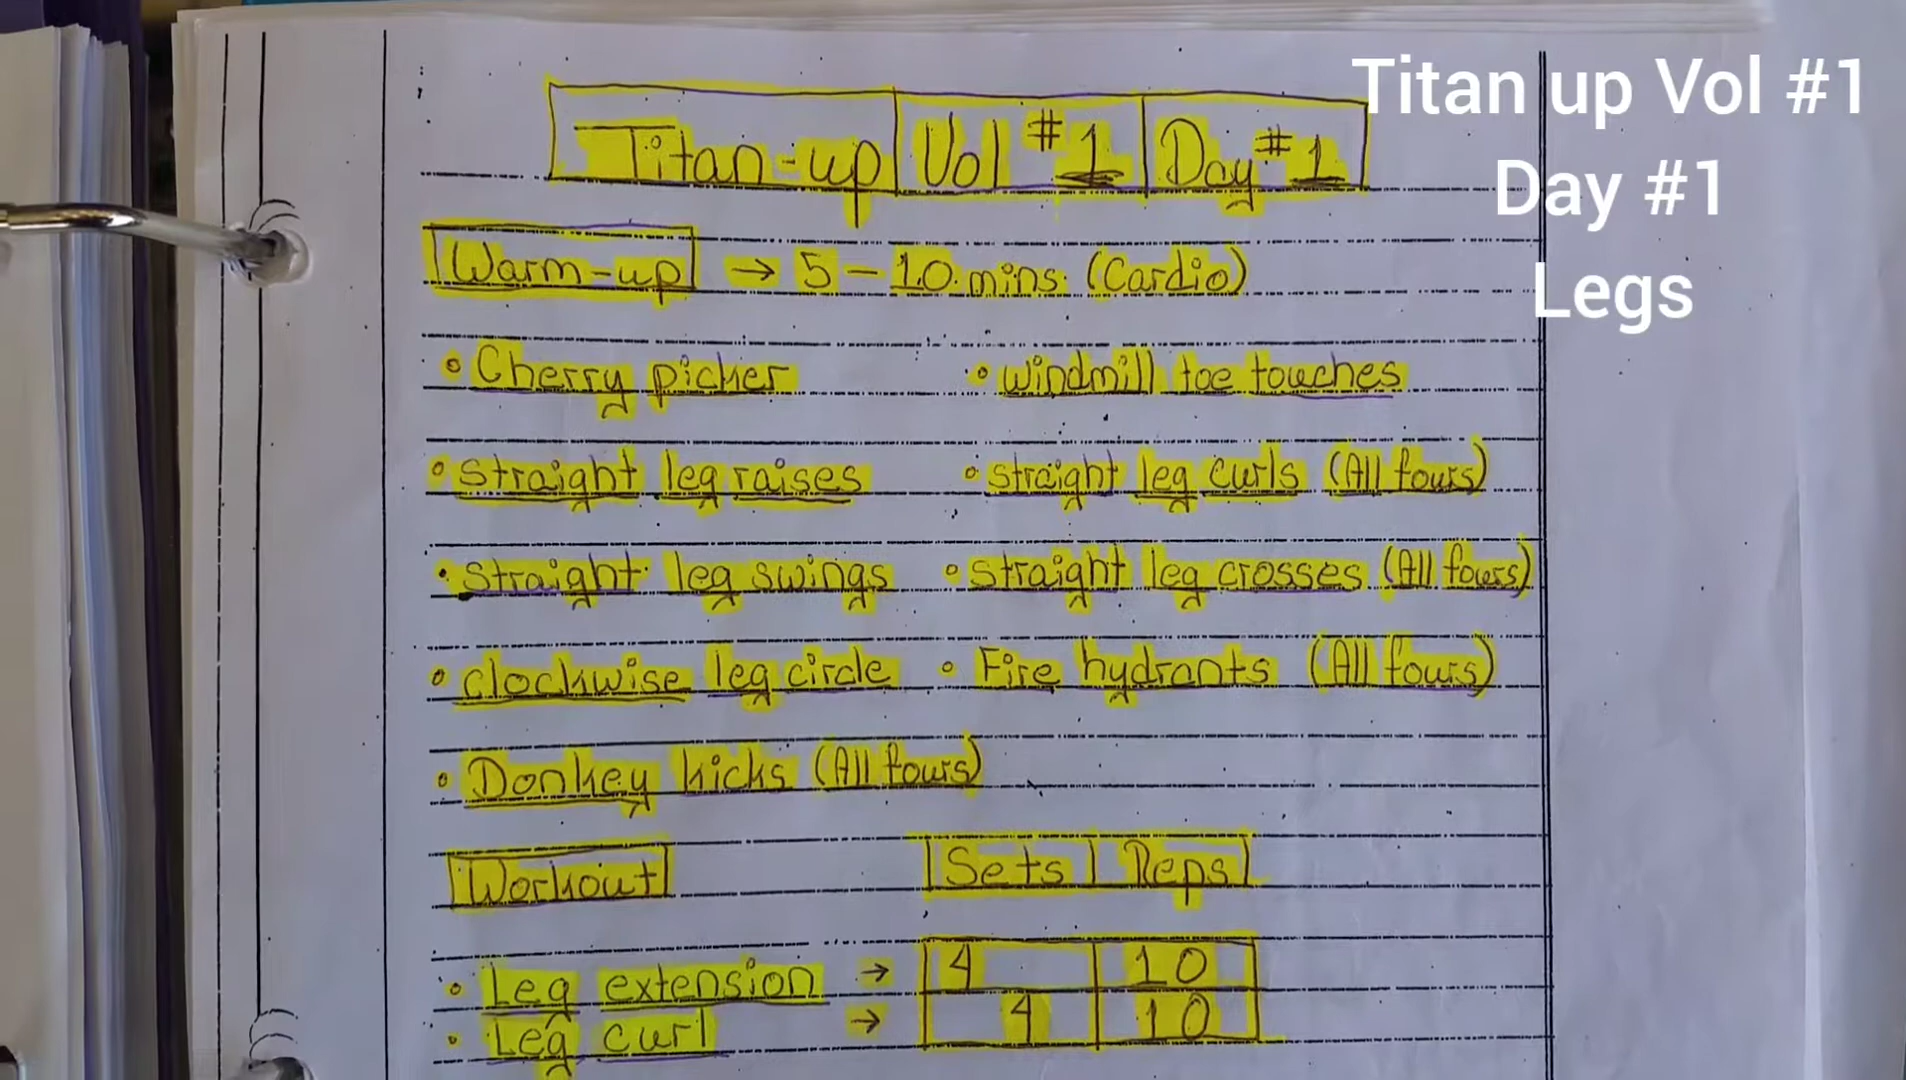 Titan up Vol #1
Day #1
Legs
Titan-up Vol #1 Day #1
Warm-up → 5 - 10 mins. (Cardio)
• Cherry picker • windmill toe touches
• straight leg raises • straight leg curls (All fours)
• straight leg swings • straight leg crosses (All fours)
• clockwise leg circle • Fire hydrants (All fours)
• Donkey kicks (All fours)
Workout Sets Reps
• Leg extension → 4 10
• Leg curl → 4 10